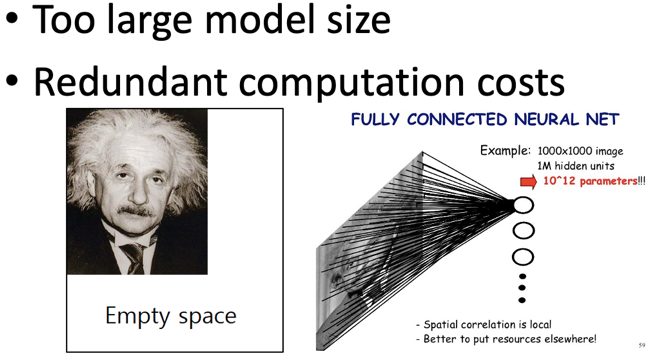 • Too large model size
• Redundant computation costs
FULLY CONNECTED NEURAL NET
Example: 1000x1000 image
1M hidden units
10^12 parameters!!!
Empty space
- Spatial correlation is local
- Better to put resources elsewhere!
59